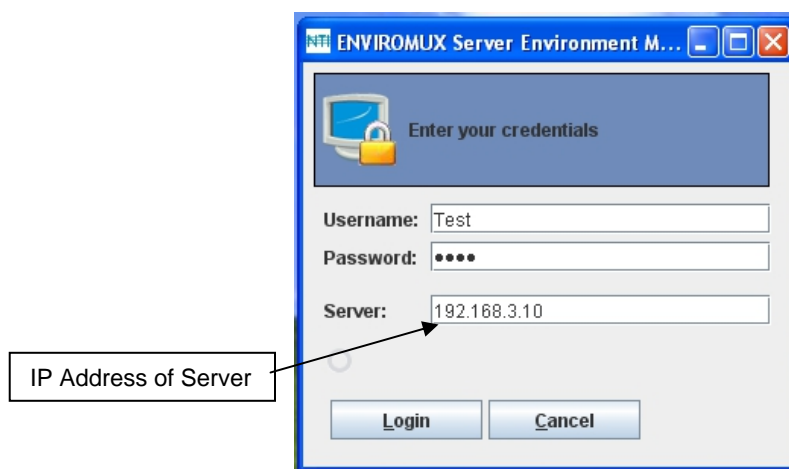 NTI ENVIROMUX Server Environment M...
Enter your credentials
Username: Test
Password: ●●●●
Server: 192.168.3.10
IP Address of Server
Login Cancel